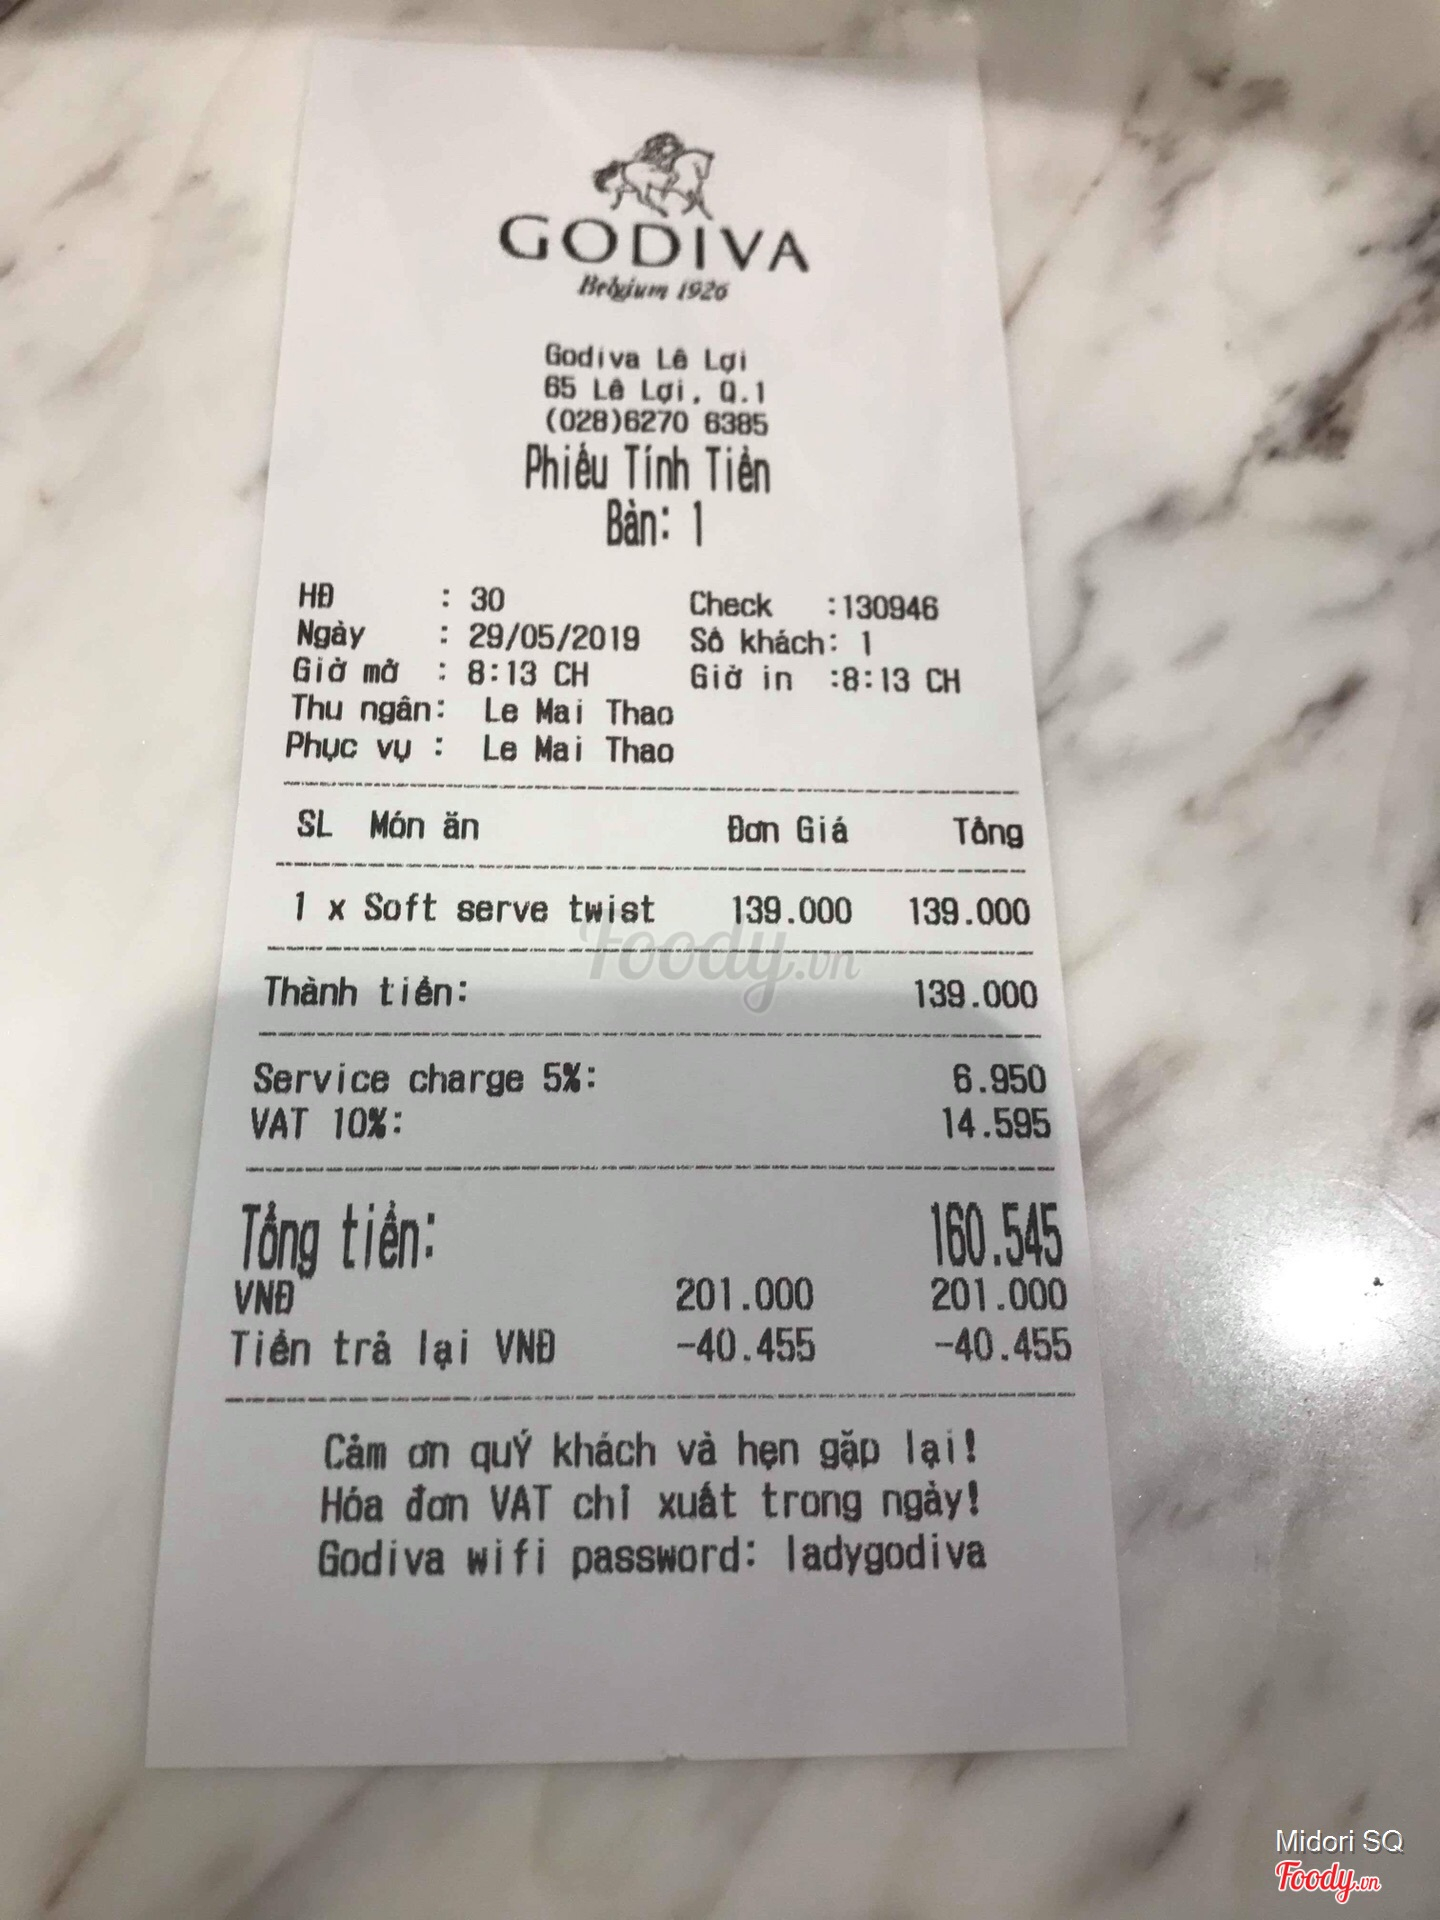 GODIVA
Belgium 1926
Godiva Lê Lợi
65 Lê Lợi, Q.1
(028)6270 6385
Phiếu Tính Tiền
Bàn: 1
HĐ : 30 Check :130946
Ngày : 29/05/2019 Số khách: 1
Giờ mở : 8:13 CH Giờ in :8:13 CH
Thu ngân: Le Mai Thao
Phục vụ : Le Mai Thao
SL Món ăn Đơn Giá Tổng
1 x Soft serve twist 139.000 139.000
Foody.vn
Thành tiền: 139.000
Service charge 5%: 6.950
VAT 10%: 14.595
Tổng tiền: 160.545
VNĐ 201.000 201.000
Tiền trả lại VNĐ -40.455 -40.455
Cảm ơn quÝ khách và hẹn gặp lại!
Hóa đơn VAT chỉ xuất trong ngày!
Godiva wifi password: ladygodiva
Midori SQ
Foody.vn